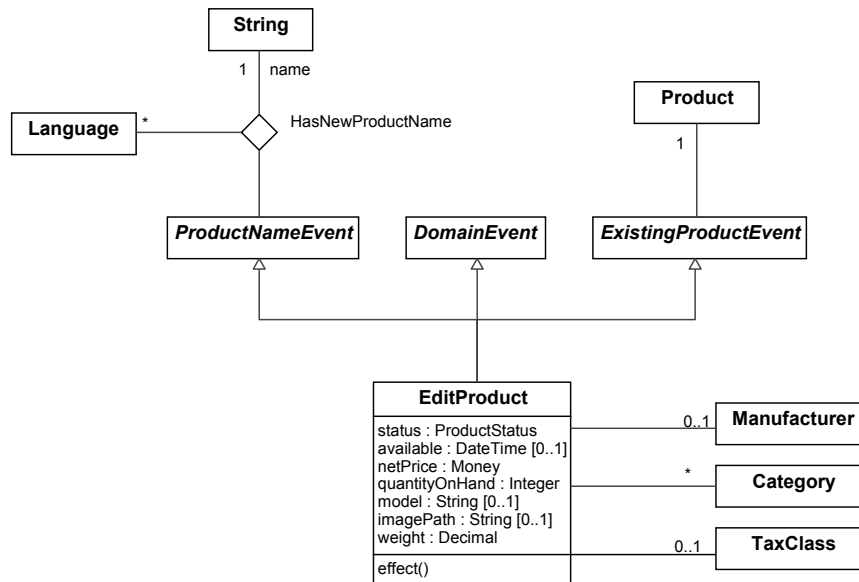 String
1 name
Language
*
HasNewProductName
Product
1
ProductNameEvent
DomainEvent
ExistingProductEvent
EditProduct
status : ProductStatus
available : DateTime [0..1]
netPrice : Money
quantityOnHand : Integer
model : String [0..1]
imagePath : String [0..1]
weight : Decimal
effect()
0..1
Manufacturer
*
Category
0..1
TaxClass